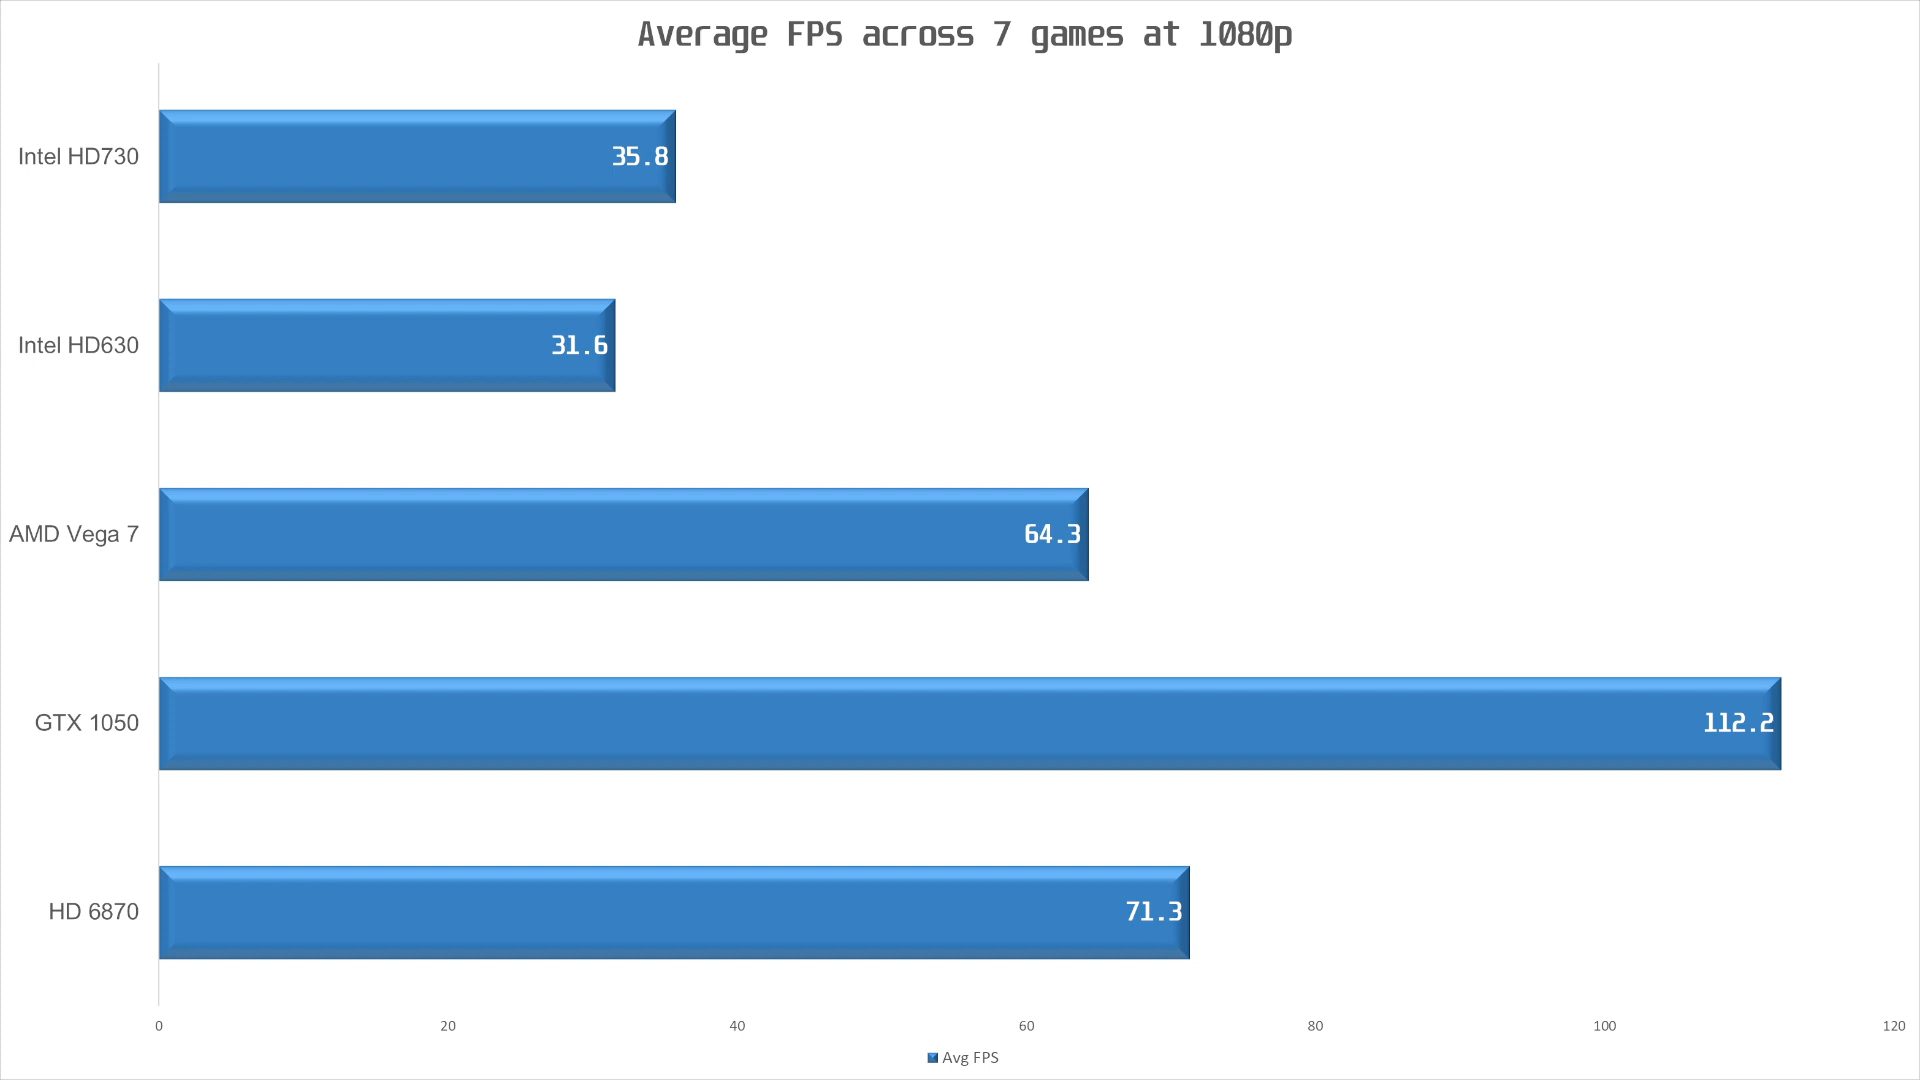 Average FPS across 7 games at 1080p
Intel HD730
35.8
Intel HD630
31.6
AMD Vega 7
64.3
GTX 1050
112.2
HD 6870
71.3
0 20 40 60 80 100 120
Avg FPS